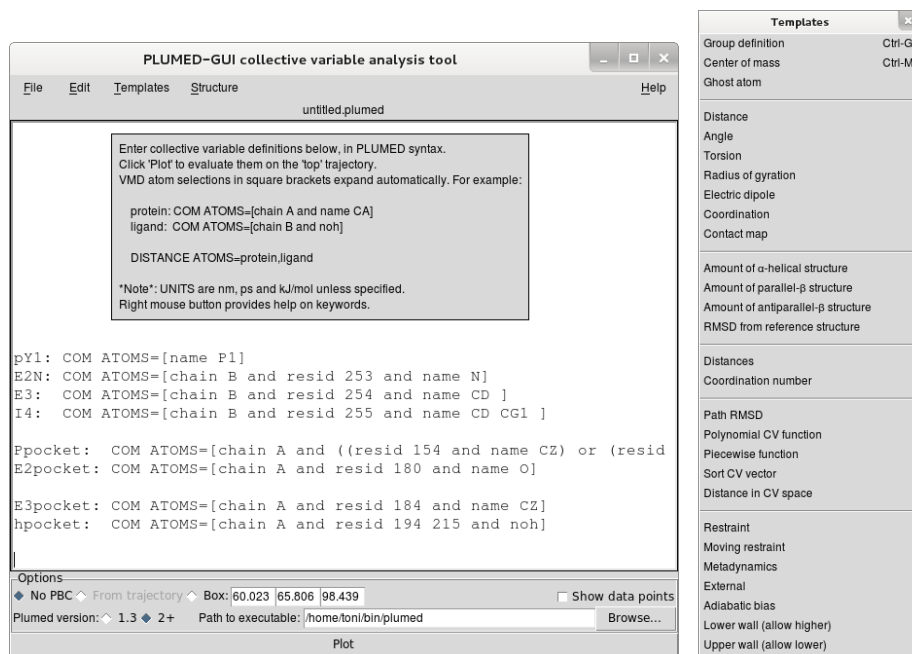 PLUMED-GUI collective variable analysis tool
File Edit Templates Structure Help
untitled.plumed
Enter collective variable definitions below, in PLUMED syntax.
Click 'Plot' to evaluate them on the 'top' trajectory.
VMD atom selections in square brackets expand automatically. For example:
protein: COM ATOMS=[chain A and name CA]
ligand: COM ATOMS=[chain B and noh]
DISTANCE ATOMS=protein,ligand
*Note*: UNITS are nm, ps and kJ/mol unless specified.
Right mouse button provides help on keywords.
pY1: COM ATOMS=[name P1]
E2N: COM ATOMS=[chain B and resid 253 and name N]
E3: COM ATOMS=[chain B and resid 254 and name CD ]
I4: COM ATOMS=[chain B and resid 255 and name CD CG1 ]
Ppocket: COM ATOMS=[chain A and ((resid 154 and name CZ) or (resid
E2pocket: COM ATOMS=[chain A and resid 180 and name O]
E3pocket: COM ATOMS=[chain A and resid 184 and name CZ]
hpocket: COM ATOMS=[chain A and resid 194 215 and noh]
Options
No PBC From trajectory Box: 60.023 65.806 98.439 Show data points
Plumed version: 1.3 2+ Path to executable: /home/toni/bin/plumed Browse...
Plot
Templates
Group definition Ctrl-G
Center of mass Ctrl-M
Ghost atom
Distance
Angle
Torsion
Radius of gyration
Electric dipole
Coordination
Contact map
Amount of α-helical structure
Amount of parallel-β structure
Amount of antiparallel-β structure
RMSD from reference structure
Distances
Coordination number
Path RMSD
Polynomial CV function
Piecewise function
Sort CV vector
Distance in CV space
Restraint
Moving restraint
Metadynamics
External
Adiabatic bias
Lower wall (allow higher)
Upper wall (allow lower)